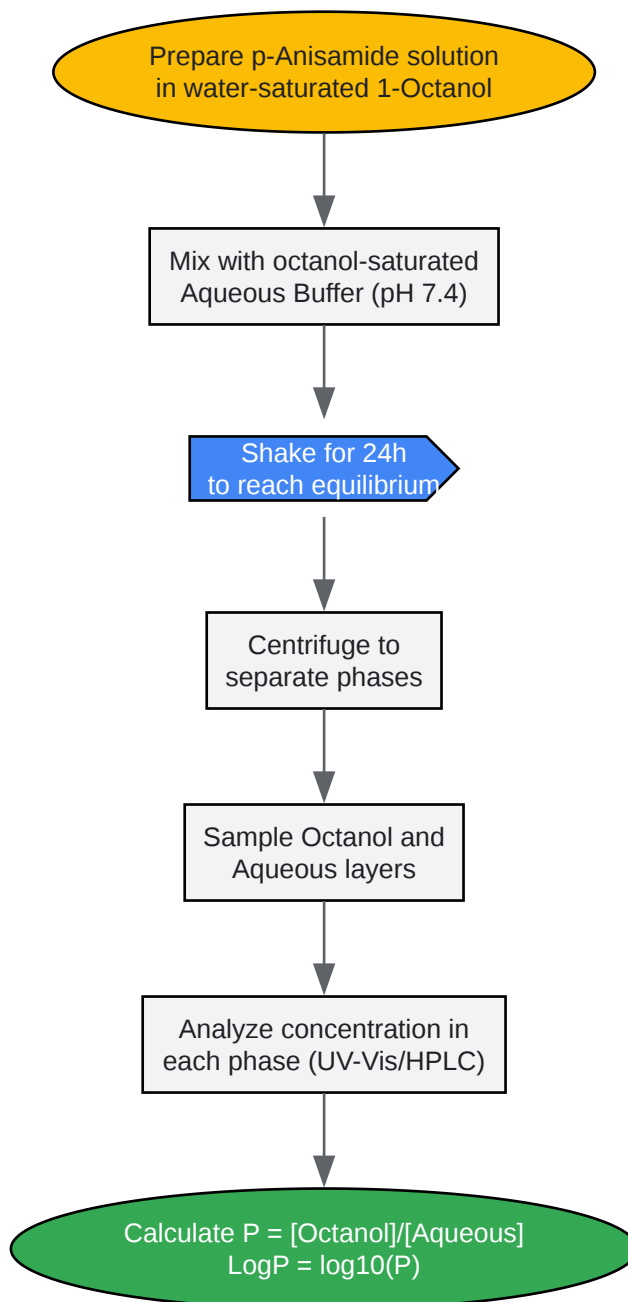 Prepare p-Anisamide solution
in water-saturated 1-Octanol
Mix with octanol-saturated
Aqueous Buffer (pH 7.4)
Shake for 24h
to reach equilibrium
Centrifuge to
separate phases
Sample Octanol and
Aqueous layers
Analyze concentration in
each phase (UV-Vis/HPLC)
Calculate P = [Octanol]/[Aqueous]
LogP = log10(P)